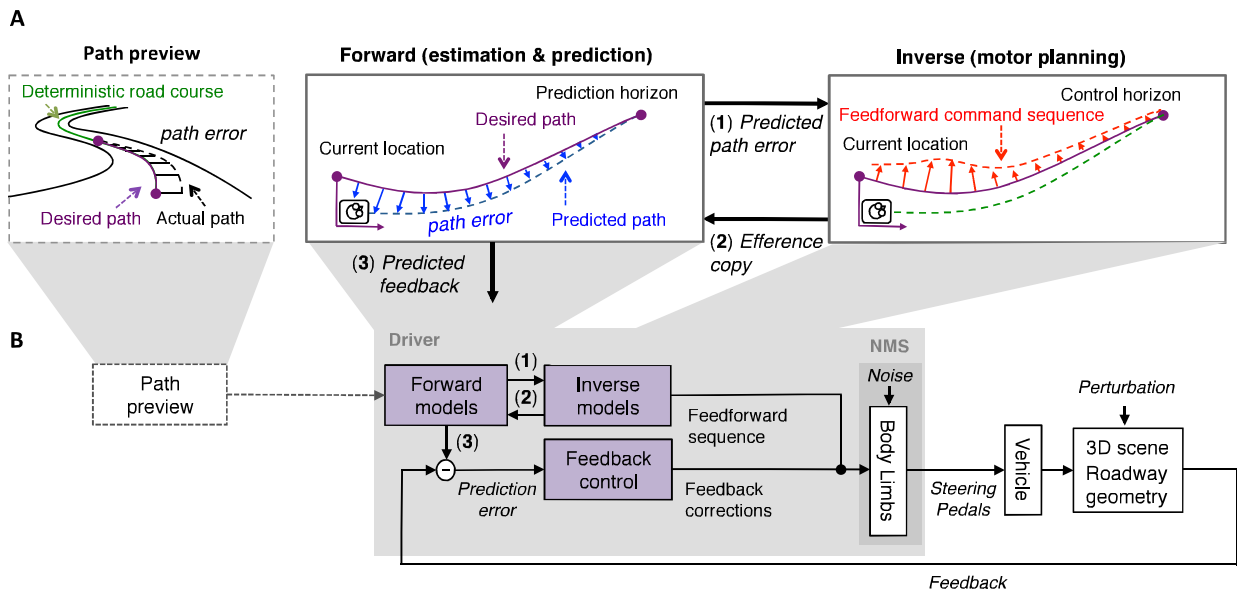 A
Path preview
Deterministic road course
path error
Desired path
Actual path
Forward (estimation & prediction)
Prediction horizon
Desired path
Current location
path error
Predicted path
(1) Predicted
path error
(2) Efference
copy
(3) Predicted
feedback
Inverse (motor planning)
Control horizon
Feedforward command sequence
Current location
B
Path
preview
Driver
Forward
models
(1)
(2)
Inverse
models
(3)
−
Prediction
error
Feedback
control
Feedforward
sequence
Feedback
corrections
NMS
Noise
Body Limbs
Steering
Pedals
Vehicle
Perturbation
3D scene
Roadway
geometry
Feedback